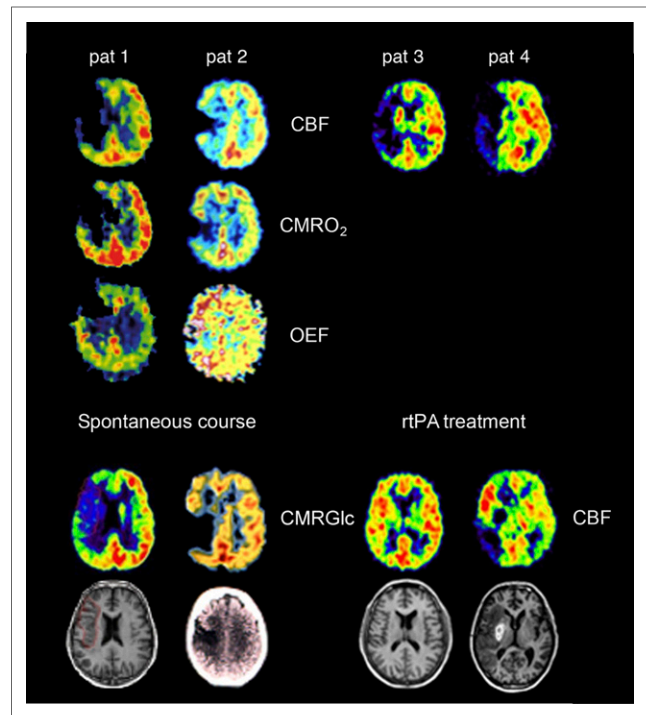 pat 1 pat 2 pat 3 pat 4
CBF
CMRO₂
OEF
Spontaneous course rtPA treatment
CMRGlc CBF